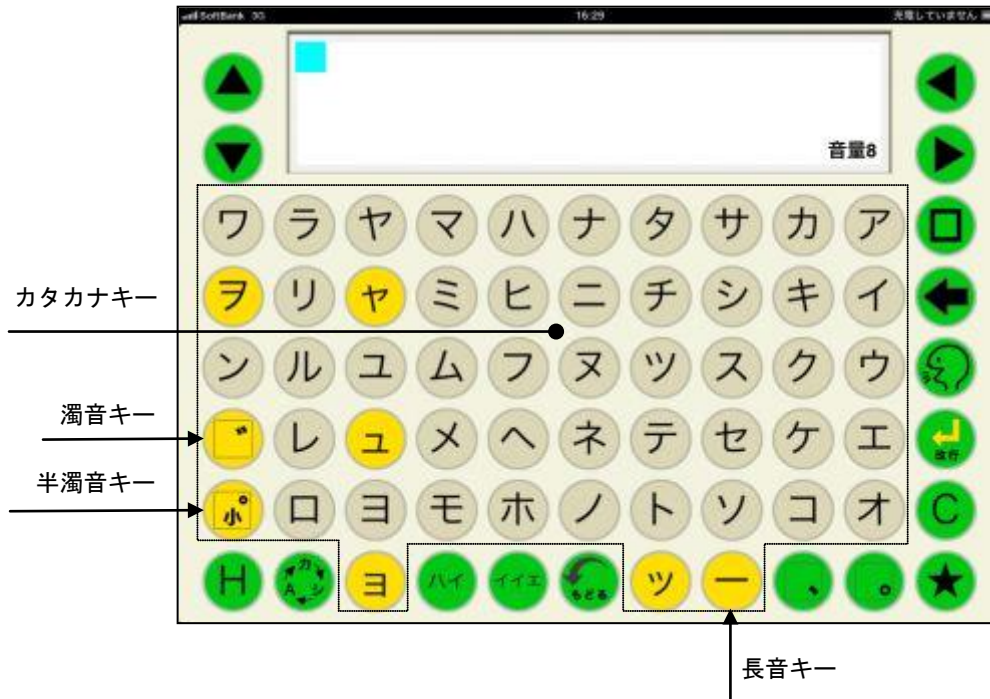 SoftBank 3G 16:29 充電していません
音量8
ワ ラ ヤ マ ハ ナ タ サ カ ア
カタカナキー
ヲ リ ャ ミ ヒ ニ チ シ キ イ
ン ル ユ ム フ ヌ ツ ス ク ウ
濁音キー
゛ レ ュ メ ヘ ネ テ セ ケ エ 改行
半濁音キー
゜小 ロ ヨ モ ホ ノ ト ソ コ オ C
H カシA ョ ハイ イイエ もどる ッ ー 、 。 ★
長音キー